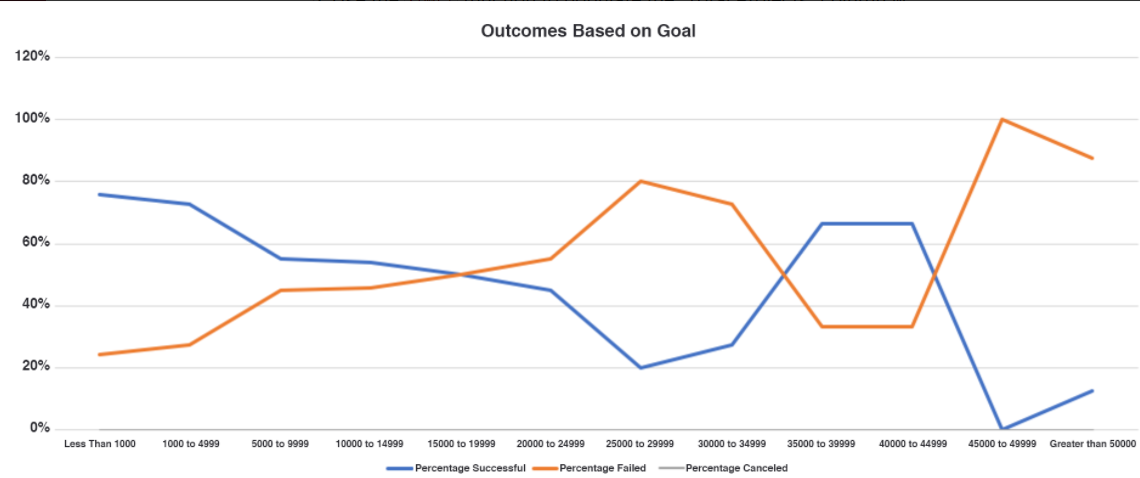 Outcomes Based on Goal
120%
100%
80%
60%
40%
20%
0%
Less Than 1000 1000 to 4999 5000 to 9999 10000 to 14999 15000 to 19999 20000 to 24999 25000 to 29999 30000 to 34999 35000 to 39999 40000 to 44999 45000 to 49999 Greater than 50000
Percentage Successful Percentage Failed Percentage Canceled